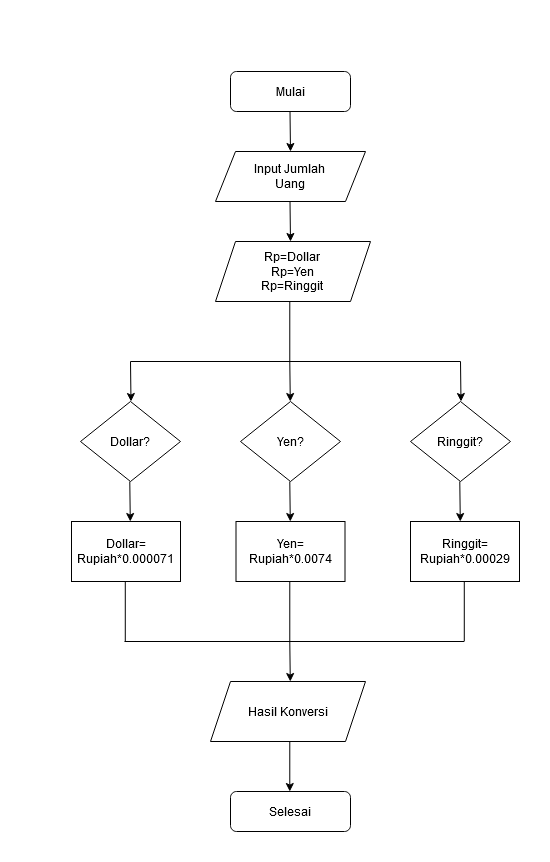 Mulai
Input Jumlah
Uang
Rp=Dollar
Rp=Yen
Rp=Ringgit
Dollar?
Yen?
Ringgit?
Dollar=
Rupiah*0.000071
Yen=
Rupiah*0.0074
Ringgit=
Rupiah*0.00029
Hasil Konversi
Selesai